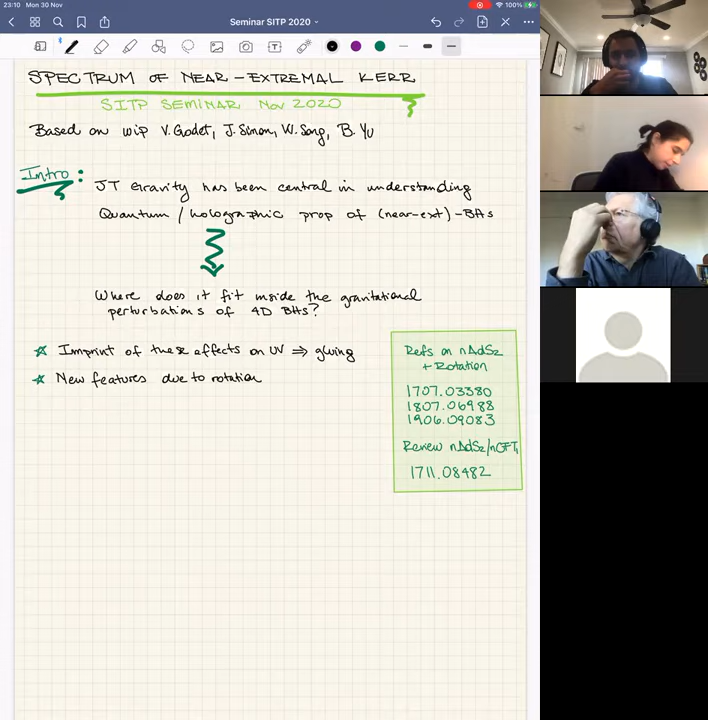 23:10 Mon 30 Nov
100%
Seminar SITP 2020
SPECTRUM OF NEAR-EXTREMAL KERR
SITP SEMINAR Nov 2020
Based on wip V. Godet, J. Simon, W. Song, B. Yu
Intro:
JT Gravity has been central in understanding
Quantum / holographic prop of (near-ext)-BHs
Where does it fit inside the gravitational
perturbations of 4D BHs?
☆ Imprint of these effects on UV ⇒ gluing
☆ New features due to rotation
Refs on nAdS2
+ Rotation
1707.03380
1807.06988
1906.09083
Review nAdS2/nCFT1
1711.08482